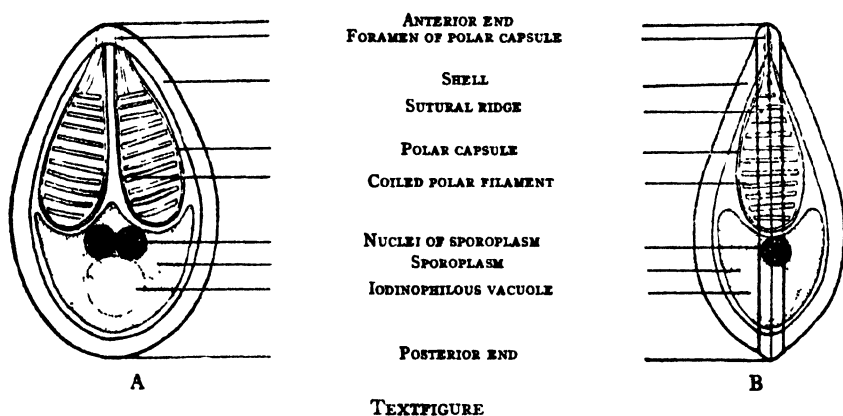 ANTERIOR END
FORAMEN OF POLAR CAPSULE
SHELL
SUTURAL RIDGE
POLAR CAPSULE
COILED POLAR FILAMENT
NUCLEI OF SPOROPLASM
SPOROPLASM
IODINOPHILOUS VACUOLE
POSTERIOR END
A
B
TEXTFIGURE